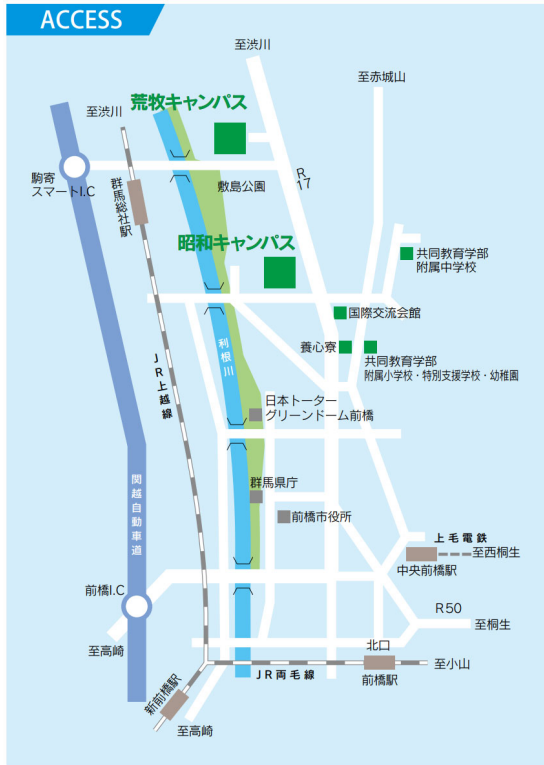 ACCESS
至渋川
至赤城山
荒牧キャンパス
至渋川
R
17
駒寄
スマートI.C
群馬総社駅
敷島公園
昭和キャンパス
共同教育学部
附属中学校
国際交流会館
養心寮
共同教育学部
附属小学校・特別支援学校・幼稚園
利根川
JR上越線
日本トーター
グリーンドーム前橋
関越自動車道
群馬県庁
前橋市役所
上毛電鉄
至西桐生
中央前橋駅
前橋I.C
R50
至桐生
至高崎
北口
至小山
前橋駅
JR両毛線
新前橋駅
至高崎